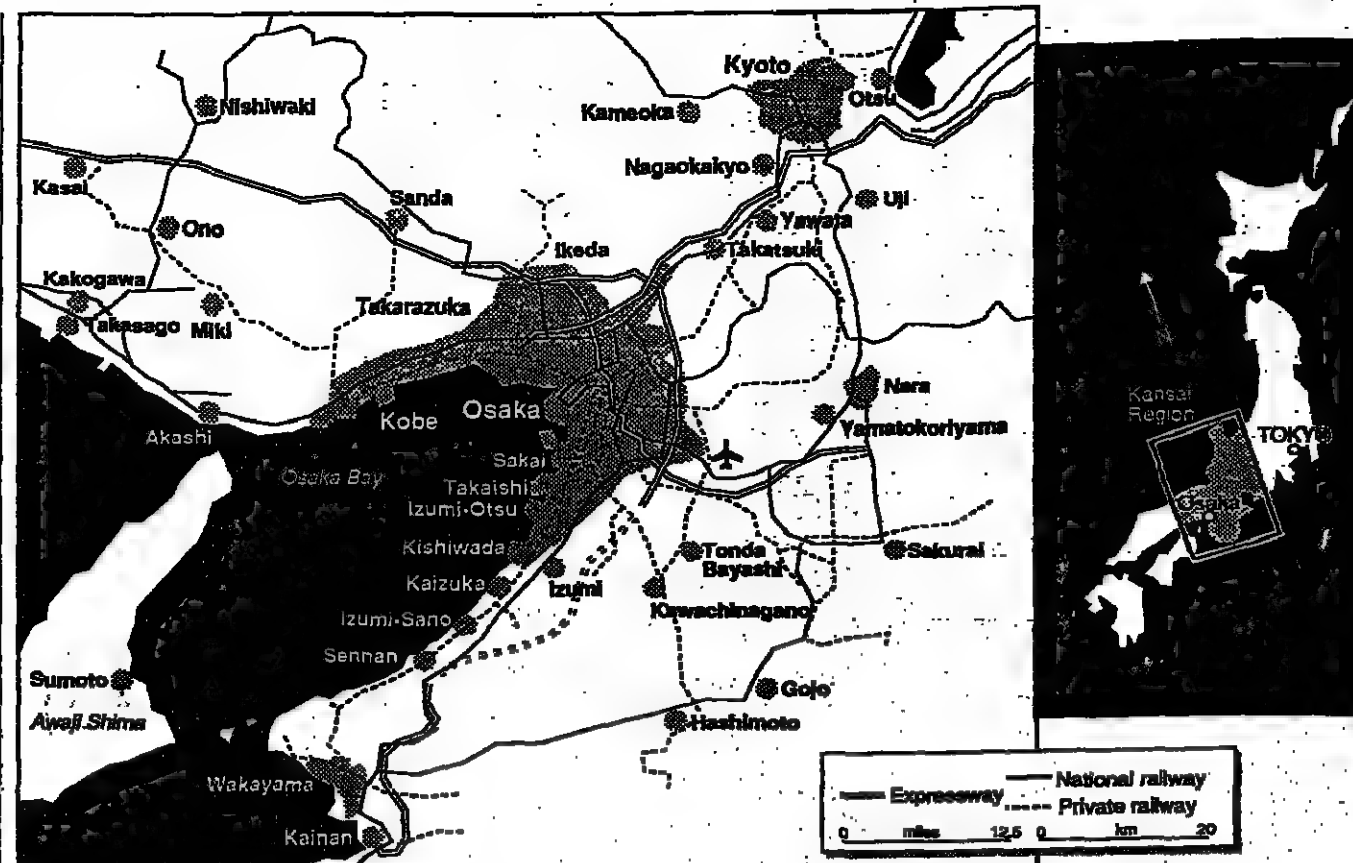 Kyoto
Otsu
Nishiwaki
Kameoka
Nagaokakyo
Kasai
Sanda
Uji
Ono
Yawata
Takatsuki
Ikeda
Kakogawa
Takarazuka
Takasago
Miki
Nara
Kobe
Osaka
Yamatokoriyama
Akashi
Sakai
Osaka Bay
Takaishi
Izumi-Otsu
Kishiwada
Tonda
Bayashi
Sakurai
Kaizuka
Izumi
Kawachinagano
Izumi-Sano
Sennan
Sumoto
Gojo
Awaji Shima
Hashimoto
Wakayama
Kainan
Kansai
Region
TOKYO
Osaka
Expressway
National railway
Private railway
0 miles 12.5 0 km 20